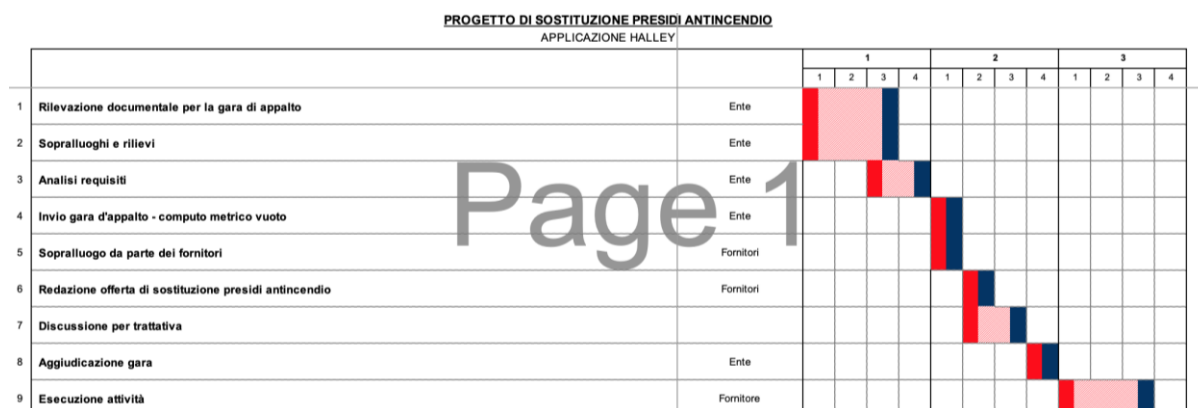 PROGETTO DI SOSTITUZIONE PRESIDI ANTINCENDIO
APPLICAZIONE HALLEY
1 2 3
1 2 3 4 1 2 3 4 1 2 3 4
1 Rilevazione documentale per la gara di appalto Ente
2 Sopralluoghi e rilievi Ente
3 Analisi requisiti Ente
4 Invio gara d'appalto - computo metrico vuoto Ente
5 Sopralluogo da parte dei fornitori Fornitori
6 Redazione offerta di sostituzione presidi antincendio Fornitori
7 Discussione per trattativa
8 Aggiudicazione gara Ente
9 Esecuzione attività Fornitore
Page 1